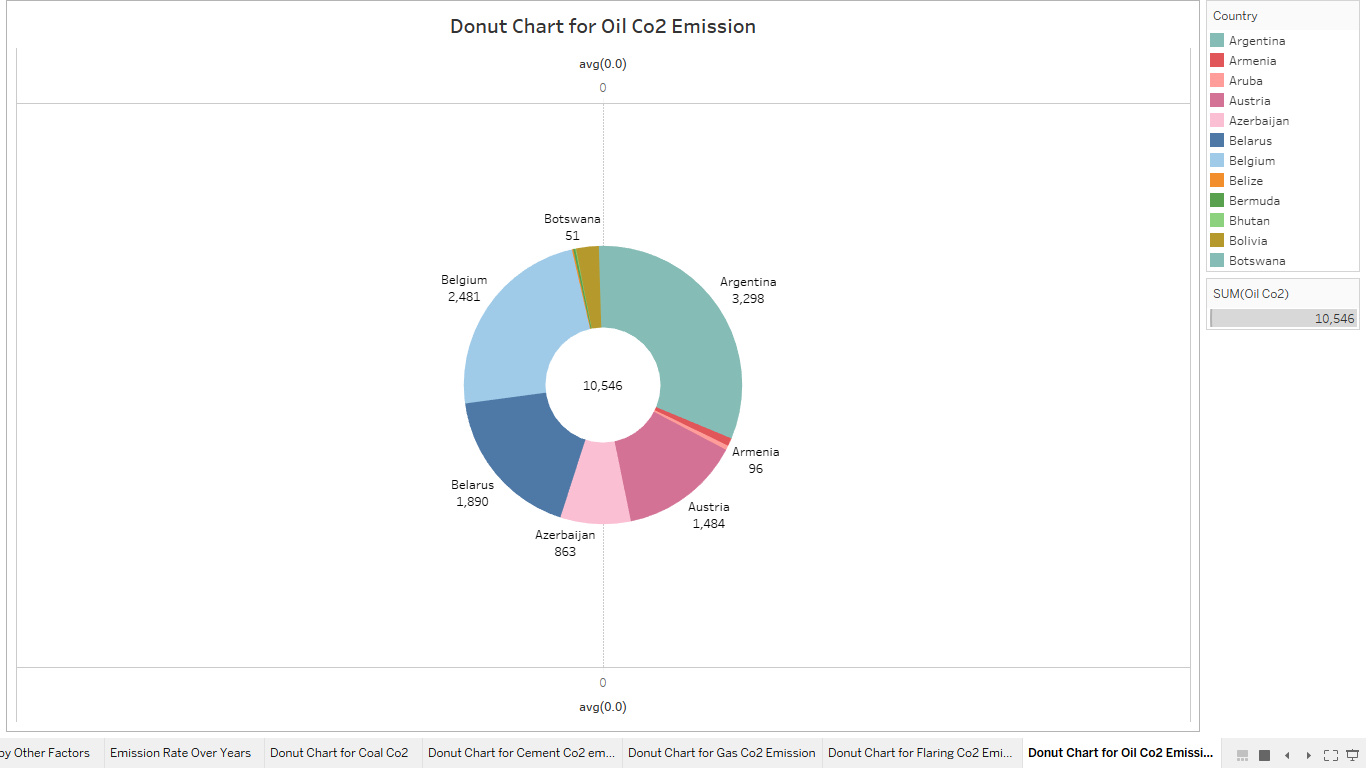 Donut Chart for Oil Co2 Emission
avg(0.0)
0
Botswana
51
Belgium
2,481
Argentina
3,298
10,546
Armenia
96
Belarus
1,890
Austria
1,484
Azerbaijan
863
0
avg(0.0)
Country
Argentina
Armenia
Aruba
Austria
Azerbaijan
Belarus
Belgium
Belize
Bermuda
Bhutan
Bolivia
Botswana
SUM(Oil Co2)
10,546
by Other Factors
Emission Rate Over Years
Donut Chart for Coal Co2
Donut Chart for Cement Co2 em...
Donut Chart for Gas Co2 Emission
Donut Chart for Flaring Co2 Emi...
Donut Chart for Oil Co2 Emissi...